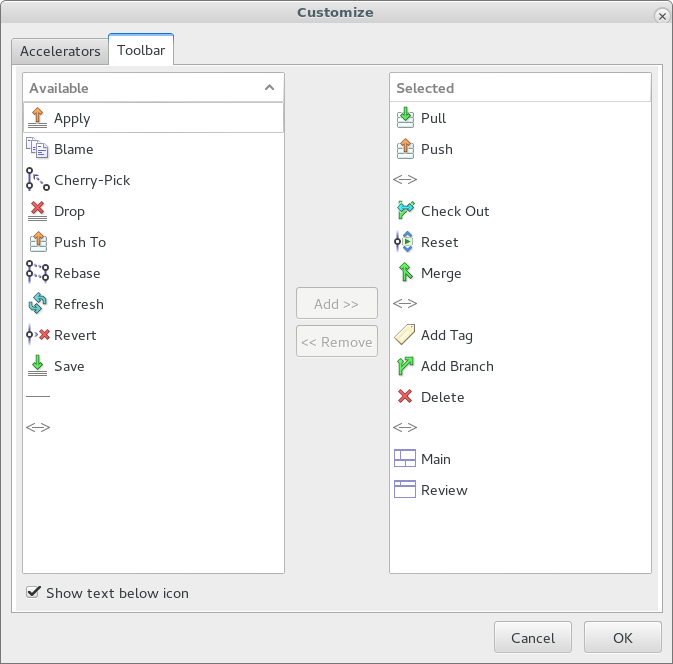 Customize
Accelerators
Toolbar
Available
Apply
Blame
Cherry-Pick
Drop
Push To
Rebase
Refresh
Revert
Save
<->
Add >>
<< Remove
Selected
Pull
Push
<->
Check Out
Reset
Merge
<->
Add Tag
Add Branch
Delete
<->
Main
Review
Show text below icon
Cancel
OK